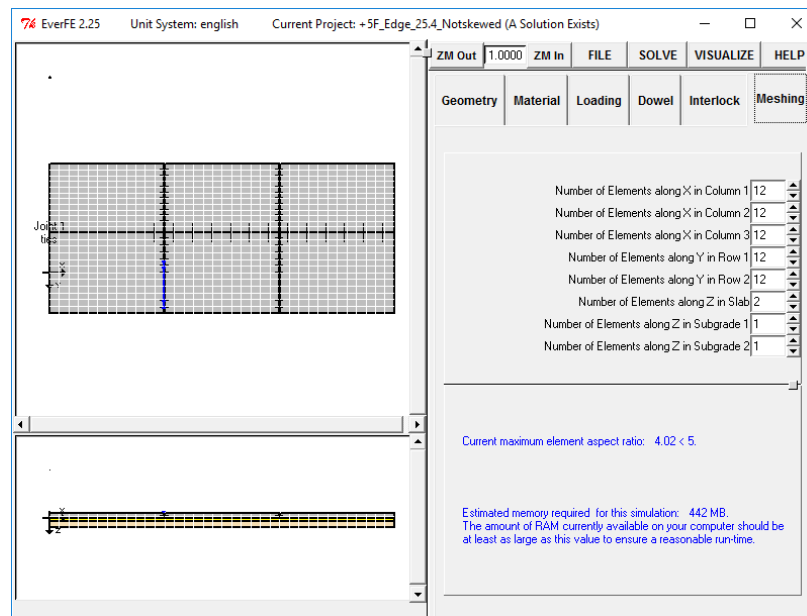 EverFE 2.25 Unit System: english Current Project: +5F_Edge_25.4_Notskewed (A Solution Exists)
ZM Out 1.0000 ZM In FILE SOLVE VISUALIZE HELP
Geometry Material Loading Dowel Interlock Meshing
Number of Elements along X in Column 1 12
Number of Elements along X in Column 2 12
Number of Elements along X in Column 3 12
Number of Elements along Y in Row 1 12
Number of Elements along Y in Row 2 12
Number of Elements along Z in Slab 2
Number of Elements along Z in Subgrade 1 1
Number of Elements along Z in Subgrade 2 1
Current maximum element aspect ratio: 4.02 < 5.
Estimated memory required for this simulation: 442 MB.
The amount of RAM currently available on your computer should be
at least as large as this value to ensure a reasonable run-time.
X
Y
X
Z